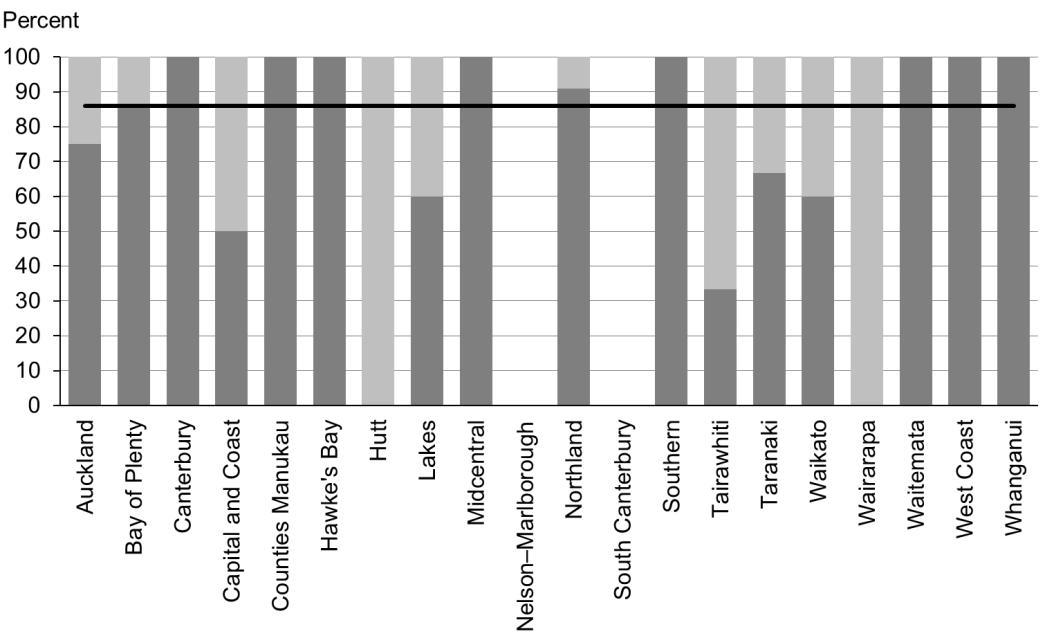 Percent
100
90
80
70
60
50
40
30
20
10
0
Auckland
Bay of Plenty
Canterbury
Capital and Coast
Counties Manukau
Hawke's Bay
Hutt
Lakes
Midcentral
Nelson–Marlborough
Northland
South Canterbury
Southern
Tairawhiti
Taranaki
Waikato
Wairarapa
Waitemata
West Coast
Whanganui